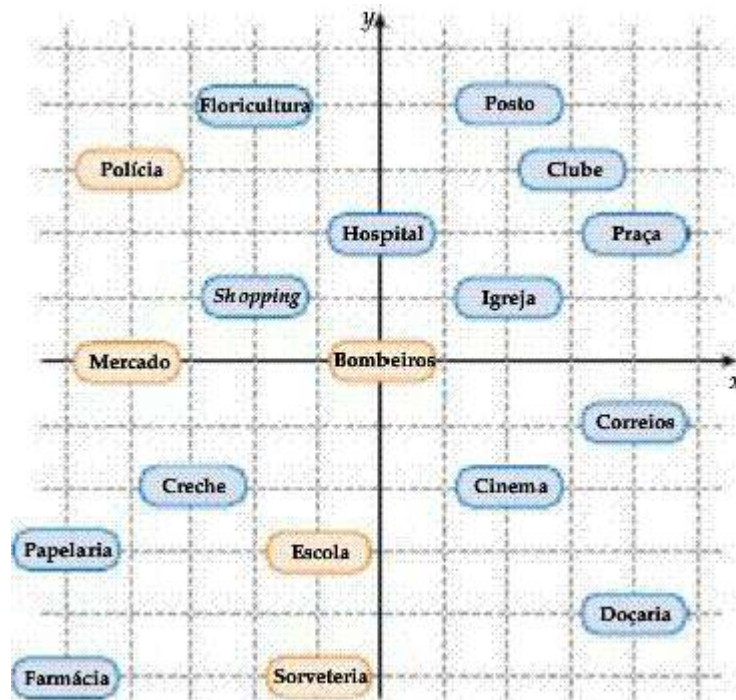 y
Floricultura
Posto
Polícia
Clube
Hospital
Praça
Shopping
Igreja
Mercado
Bombeiros
x
Correios
Creche
Cinema
Papelaria
Escola
Doçaria
Farmácia
Sorveteria